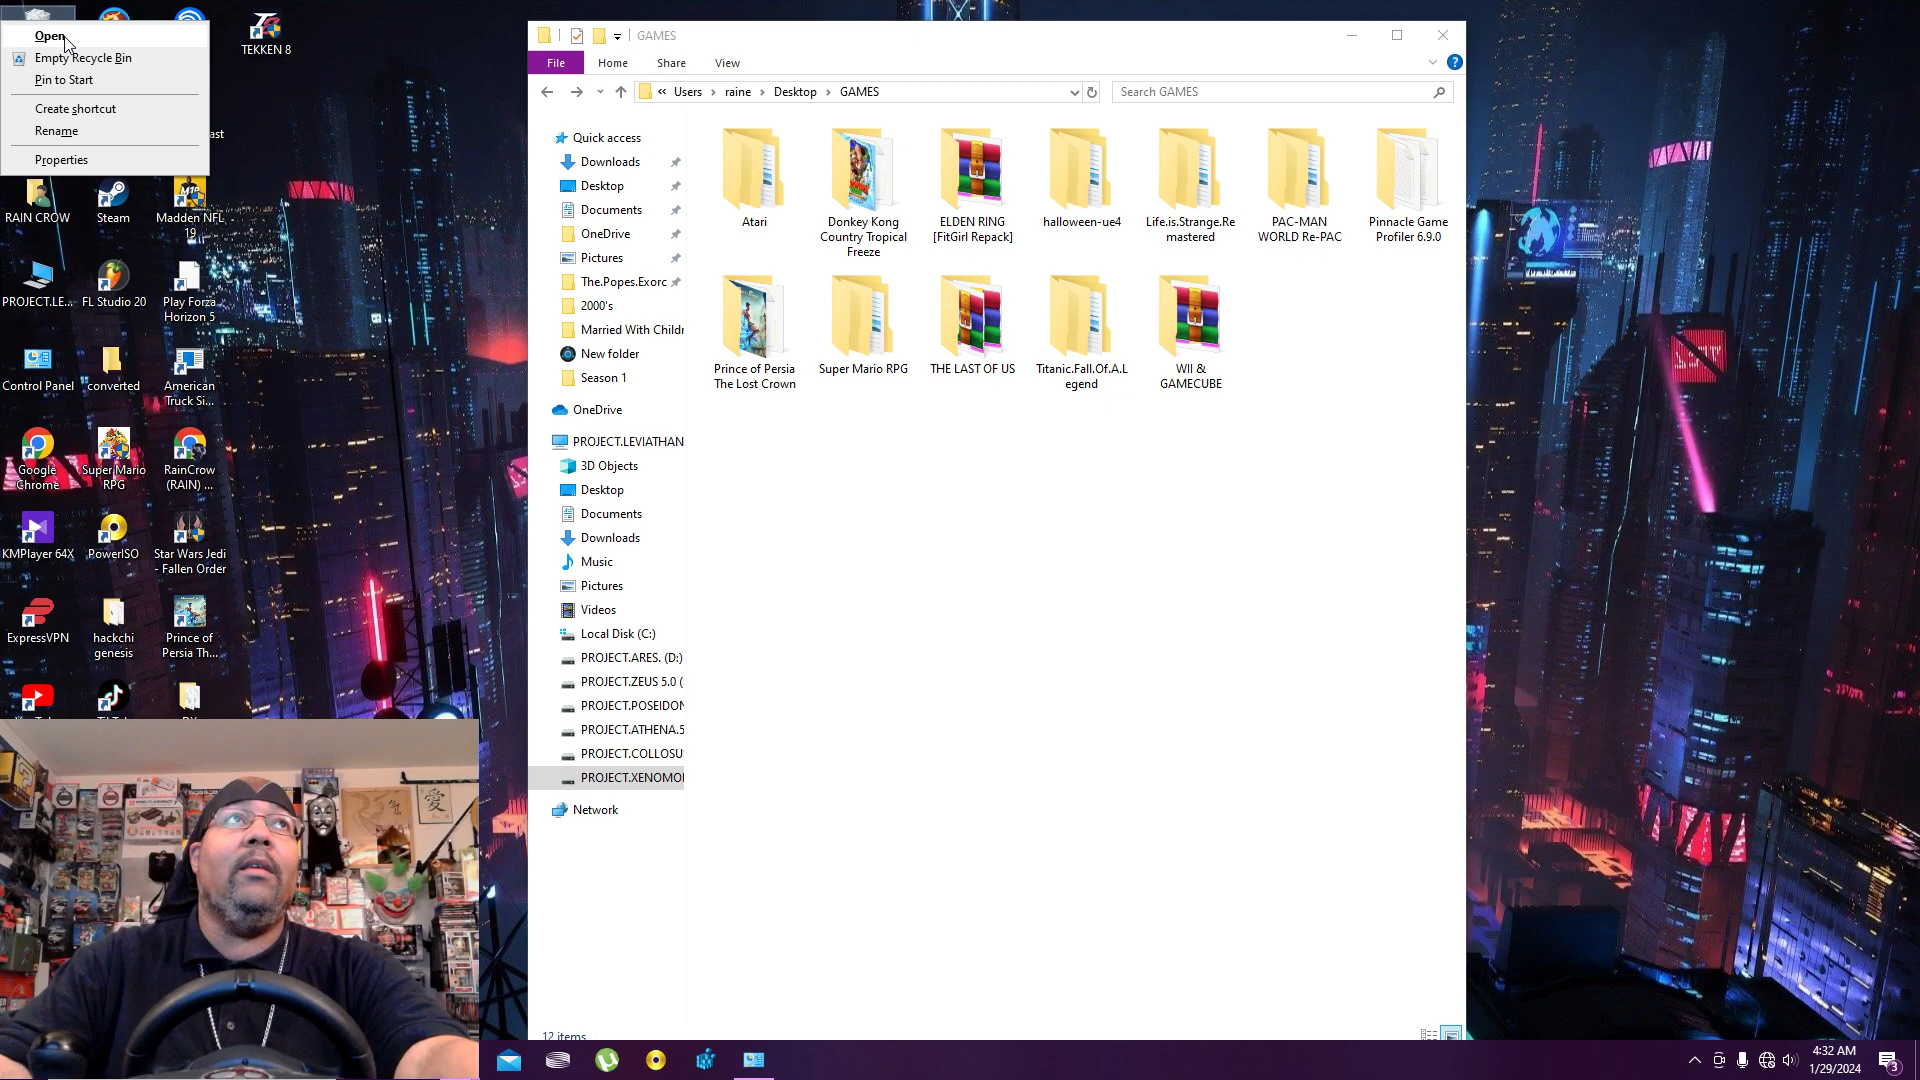 Open
Empty Recycle Bin
Pin to Start
Create shortcut
Rename
Properties
TEKKEN 8
ast
RAIN CROW
Steam
Madden NFL
19
PROJECT.LE...
FL Studio 20
Play Forza
Horizon 5
Control Panel
converted
American
Truck Si...
Google
Chrome
Super Mario
RPG
RainCrow
(RAIN) ...
KMPlayer 64X
PowerISO
Star Wars Jedi
- Fallen Order
ExpressVPN
hackchi
genesis
Prince of
Persia Th...
GAMES
File
Home
Share
View
« Users › raine › Desktop › GAMES
Search GAMES
Quick access
Downloads
Desktop
Documents
OneDrive
Pictures
The.Popes.Exorc
2000's
Married With Childr
New folder
Season 1
OneDrive
PROJECT.LEVIATHAN
3D Objects
Desktop
Documents
Downloads
Music
Pictures
Videos
Local Disk (C:)
PROJECT.ARES. (D:)
PROJECT.ZEUS 5.0 (
PROJECT.POSEIDON
PROJECT.ATHENA.5
PROJECT.COLLOSU
PROJECT.XENOMOI
Network
Atari
Donkey Kong
Country Tropical
Freeze
ELDEN RING
[FitGirl Repack]
halloween-ue4
Life.is.Strange.Re
mastered
PAC-MAN
WORLD Re-PAC
Pinnacle Game
Profiler 6.9.0
Prince of Persia
The Lost Crown
Super Mario RPG
THE LAST OF US
Titanic.Fall.Of.A.L
egend
WII &
GAMECUBE
12 items
4:32 AM
1/29/2024
3